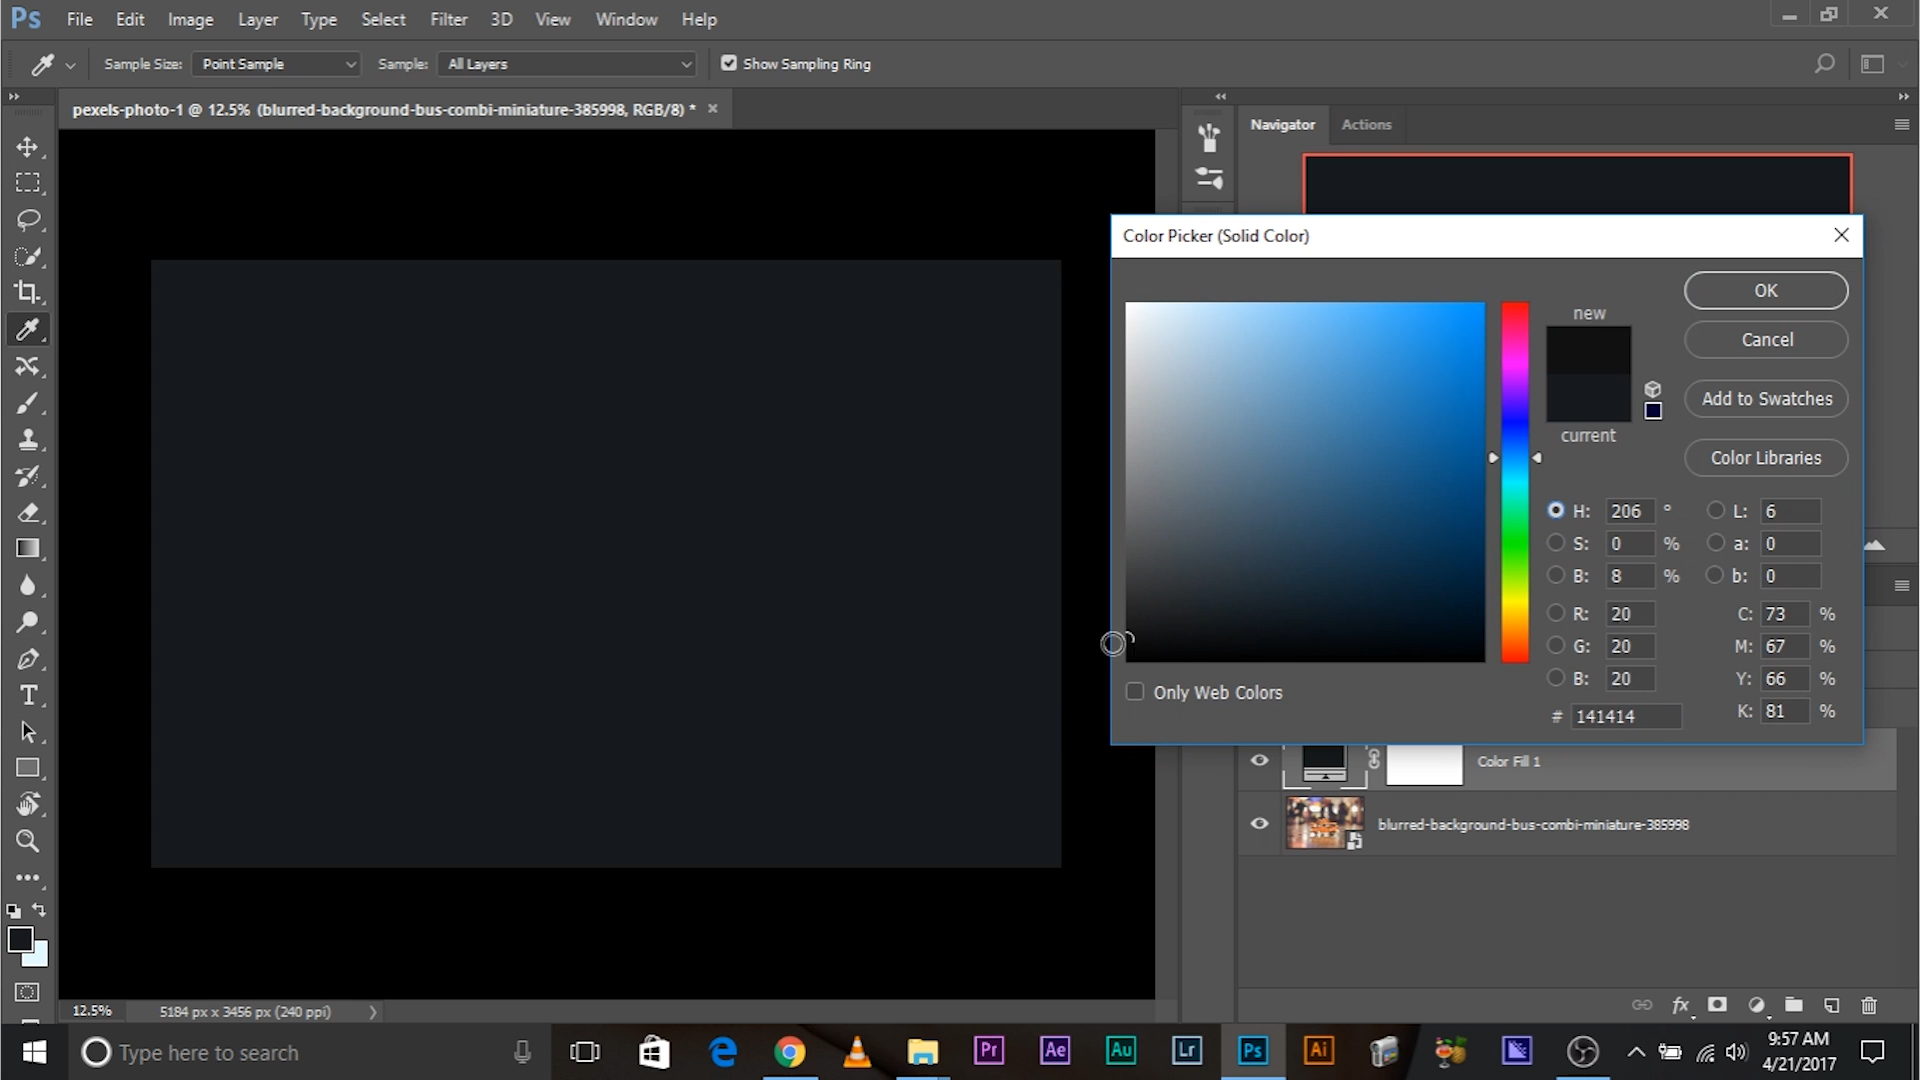 Ps File Edit Image Layer Type Select Filter 3D View Window Help
Sample Size: Point Sample Sample: All Layers Show Sampling Ring
pexels-photo-1 @ 12.5% (blurred-background-bus-combi-miniature-385998, RGB/8) *
Navigator Actions
Color Picker (Solid Color)
new
current
OK
Cancel
Add to Swatches
Color Libraries
H: 206 ° L: 6
S: 0 % a: 0
B: 8 % b: 0
R: 20 C: 73 %
G: 20 M: 67 %
B: 20 Y: 66 %
# 141414 K: 81 %
Only Web Colors
Color Fill 1
blurred-background-bus-combi-miniature-385998
fx
12.5% 5184 px x 3456 px (240 ppi)
Type here to search
Pr Ae Au Lr Ps Ai
9:57 AM
4/21/2017